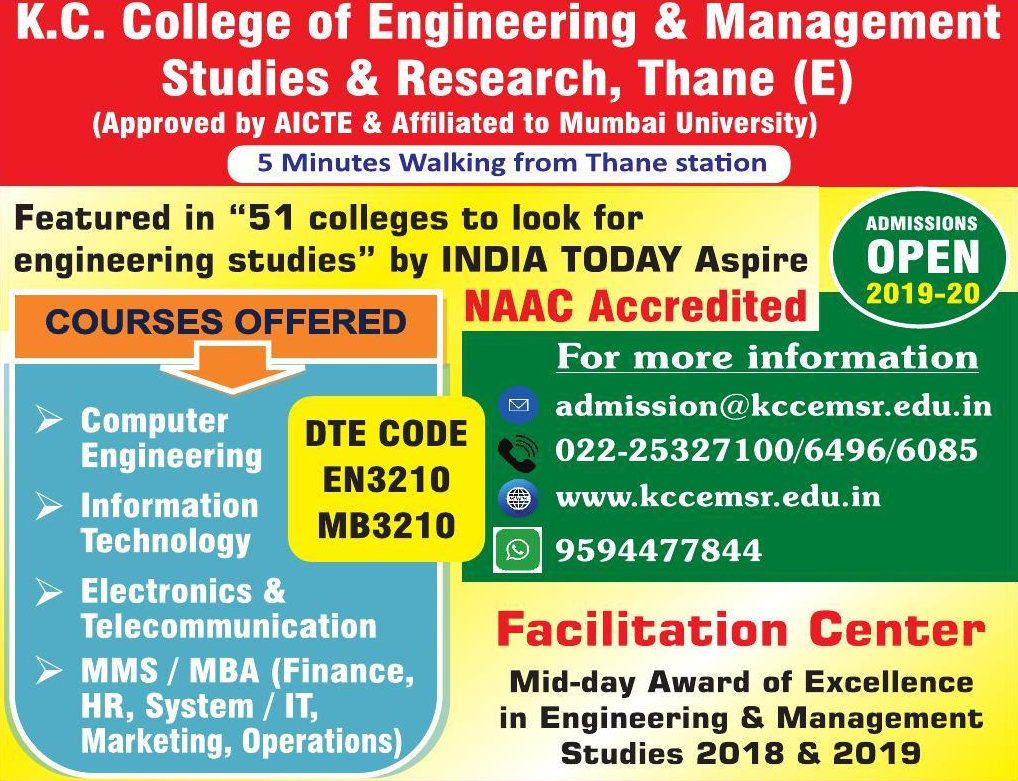 K.C. College of Engineering & Management
Studies & Research, Thane (E)
(Approved by AICTE & Affiliated to Mumbai University)
5 Minutes Walking from Thane station
Featured in “51 colleges to look for
engineering studies” by INDIA TODAY Aspire
NAAC Accredited
ADMISSIONS
OPEN
2019-20
COURSES OFFERED
Computer
Engineering
Information
Technology
Electronics &
Telecommunication
MMS / MBA (Finance,
HR, System / IT,
Marketing, Operations)
DTE CODE
EN3210
MB3210
For more information
admission@kccemsr.edu.in
022-25327100/6496/6085
www.kccemsr.edu.in
9594477844
Facilitation Center
Mid-day Award of Excellence
in Engineering & Management
Studies 2018 & 2019